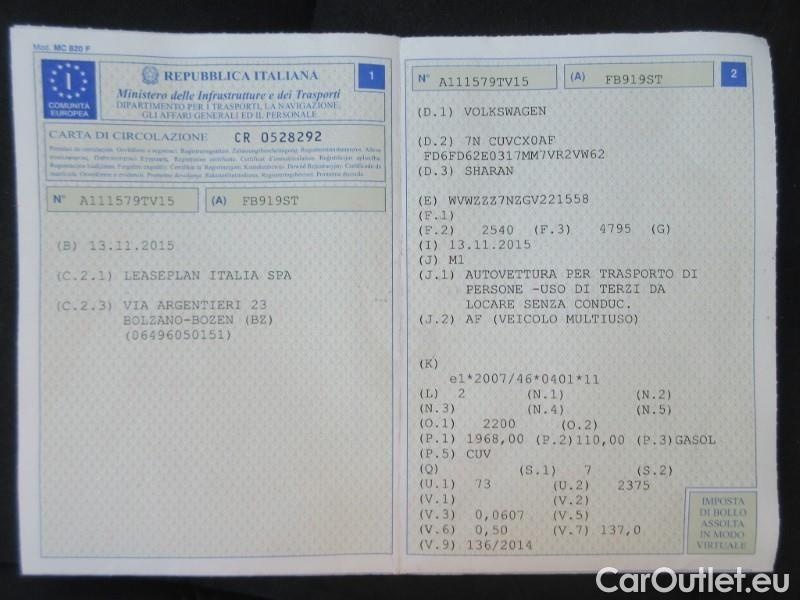 Mod. MC 820 F
I
COMUNITÀ
EUROPEA
REPUBBLICA ITALIANA
1
Ministero delle Infrastrutture e dei Trasporti
DIPARTIMENTO PER I TRASPORTI, LA NAVIGAZIONE,
GLI AFFARI GENERALI ED IL PERSONALE
CARTA DI CIRCOLAZIONE CR 0528292
N° A111579TV15 (A) FB919ST
(B) 13.11.2015
(C.2.1) LEASEPLAN ITALIA SPA
(C.2.3) VIA ARGENTIERI 23
BOLZANO-BOZEN (BZ)
(06496050151)
N° A111579TV15 (A) FB919ST 2
(D.1) VOLKSWAGEN
(D.2) 7N CUVCX0AF
FD6FD62E0317MM7VR2VW62
(D.3) SHARAN
(E) WVWZZZ7NZGV221558
(F.1)
(F.2) 2540 (F.3) 4795 (G)
(I) 13.11.2015
(J) M1
(J.1) AUTOVETTURA PER TRASPORTO DI
PERSONE -USO DI TERZI DA
LOCARE SENZA CONDUC.
(J.2) AF (VEICOLO MULTIUSO)
(K)
e1*2007/46*0401*11
(L) 2 (N.1) (N.2)
(N.3) (N.4) (N.5)
(O.1) 2200 (O.2)
(P.1) 1968,00 (P.2)110,00 (P.3)GASOL
(P.5) CUV
(Q) (S.1) 7 (S.2)
(U.1) 73 (U.2) 2375
(V.1) (V.2)
(V.3) 0,0607 (V.5)
(V.6) 0,50 (V.7) 137,0
(V.9) 136/2014
IMPOSTA
DI BOLLO
ASSOLTA
IN MODO
VIRTUALE
CarOutlet.eu